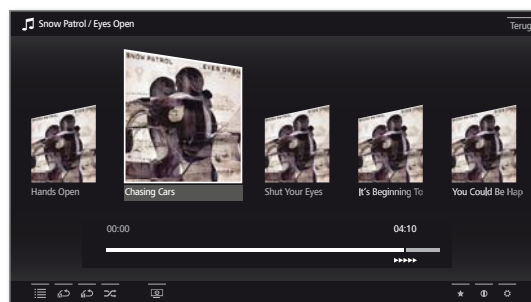 Snow Patrol / Eyes Open
Terug
SNOW PATROL EYES OPEN
Hands Open
Chasing Cars
Shut Your Eyes
It's Beginning To
You Could Be Hap
00:00
04:10